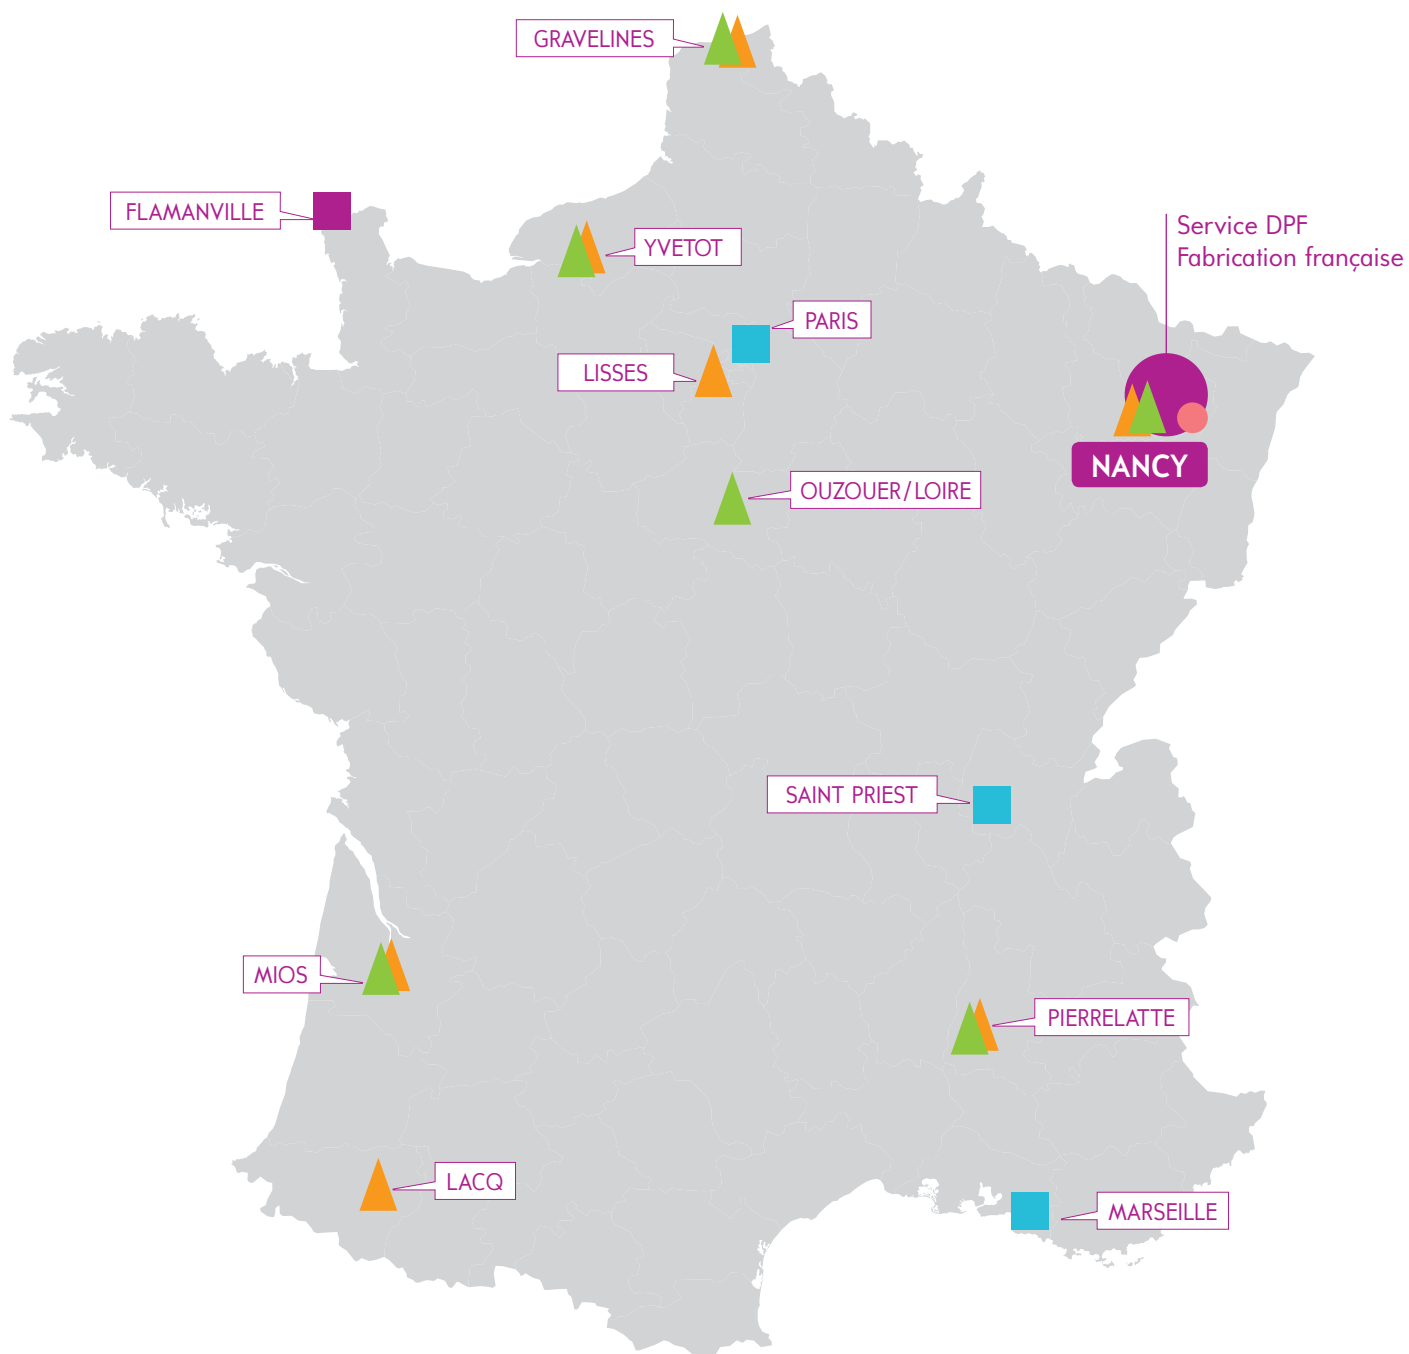 GRAVELINES
FLAMANVILLE
YVETOT
Service DPF
Fabrication française
PARIS
LISSES
NANCY
OUZOUER/LOIRE
SAINT PRIEST
MIOS
PIERRELATTE
LACQ
MARSEILLE